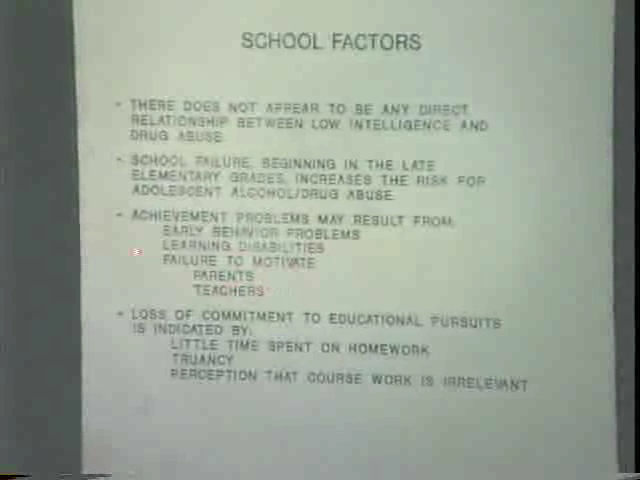 SCHOOL FACTORS
• THERE DOES NOT APPEAR TO BE ANY DIRECT
RELATIONSHIP BETWEEN LOW INTELLIGENCE AND
DRUG ABUSE
• SCHOOL FAILURE, BEGINNING IN THE LATE
ELEMENTARY GRADES, INCREASES THE RISK FOR
ADOLESCENT ALCOHOL/DRUG ABUSE
• ACHIEVEMENT PROBLEMS MAY RESULT FROM:
EARLY BEHAVIOR PROBLEMS
LEARNING DISABILITIES
FAILURE TO MOTIVATE
PARENTS
TEACHERS
• LOSS OF COMMITMENT TO EDUCATIONAL PURSUITS
IS INDICATED BY:
LITTLE TIME SPENT ON HOMEWORK
TRUANCY
PERCEPTION THAT COURSE WORK IS IRRELEVANT